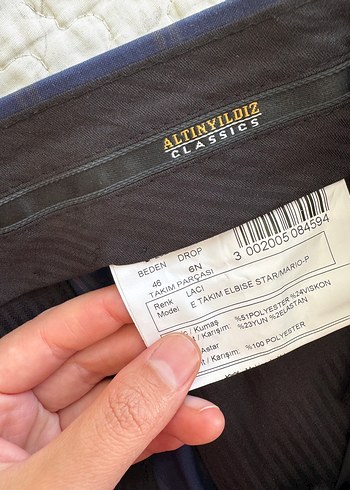 ALTINYILDIZ
CLASSICS
BEDEN DROP
46 6N
TAKIM PARÇASI
3 002005 084594
Renk LACI
Model: E TAKIM ELBISE STAR/MARIO-P
/ Kumaş %51POLYESTER %24VISKON
/ Karışım: %23YUN %2ELASTAN
Astar
/ Karışım: %100 POLYESTER